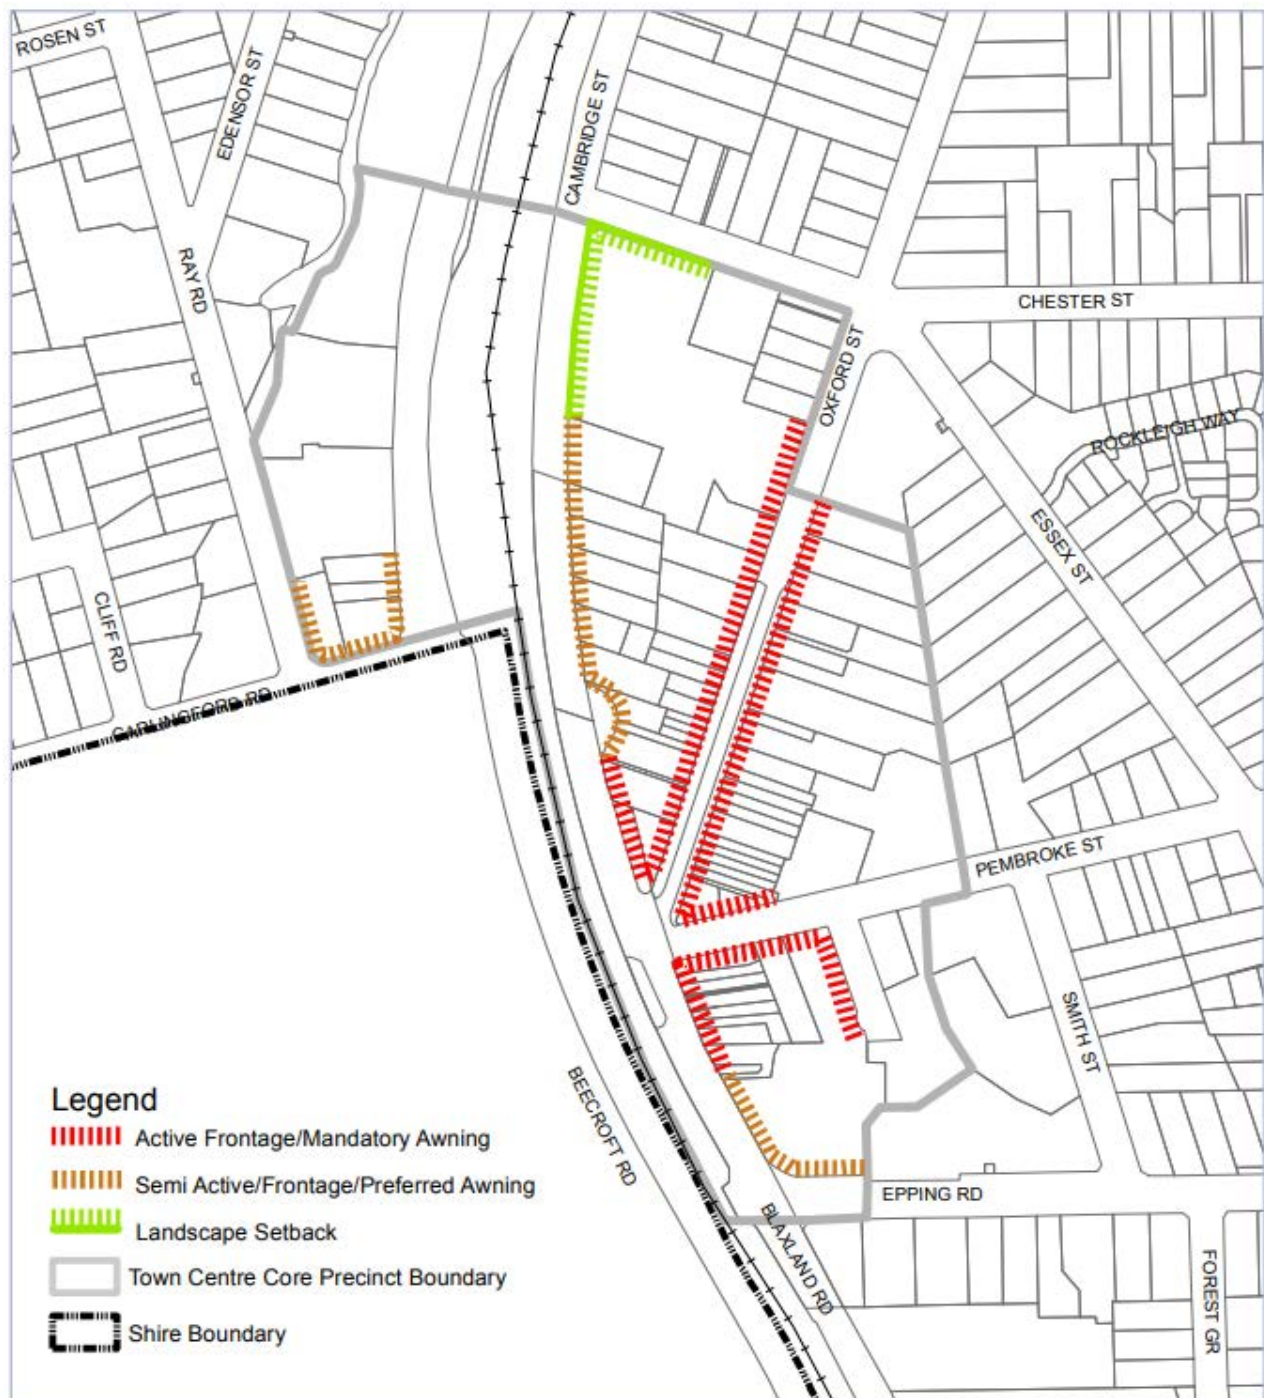 ROSEN ST
EDENSOR ST
CAMBRIDGE ST
RAY RD
CHESTER ST
OXFORD ST
ROCKLEIGH WAY
ESSEX ST
CLIFF RD
CARLINGFORD RD
PEMBROKE ST
SMITH ST
BEECROFT RD
EPPING RD
BLAXLAND RD
FOREST GR
Legend
Active Frontage/Mandatory Awning
Semi Active/Frontage/Preferred Awning
Landscape Setback
Town Centre Core Precinct Boundary
Shire Boundary